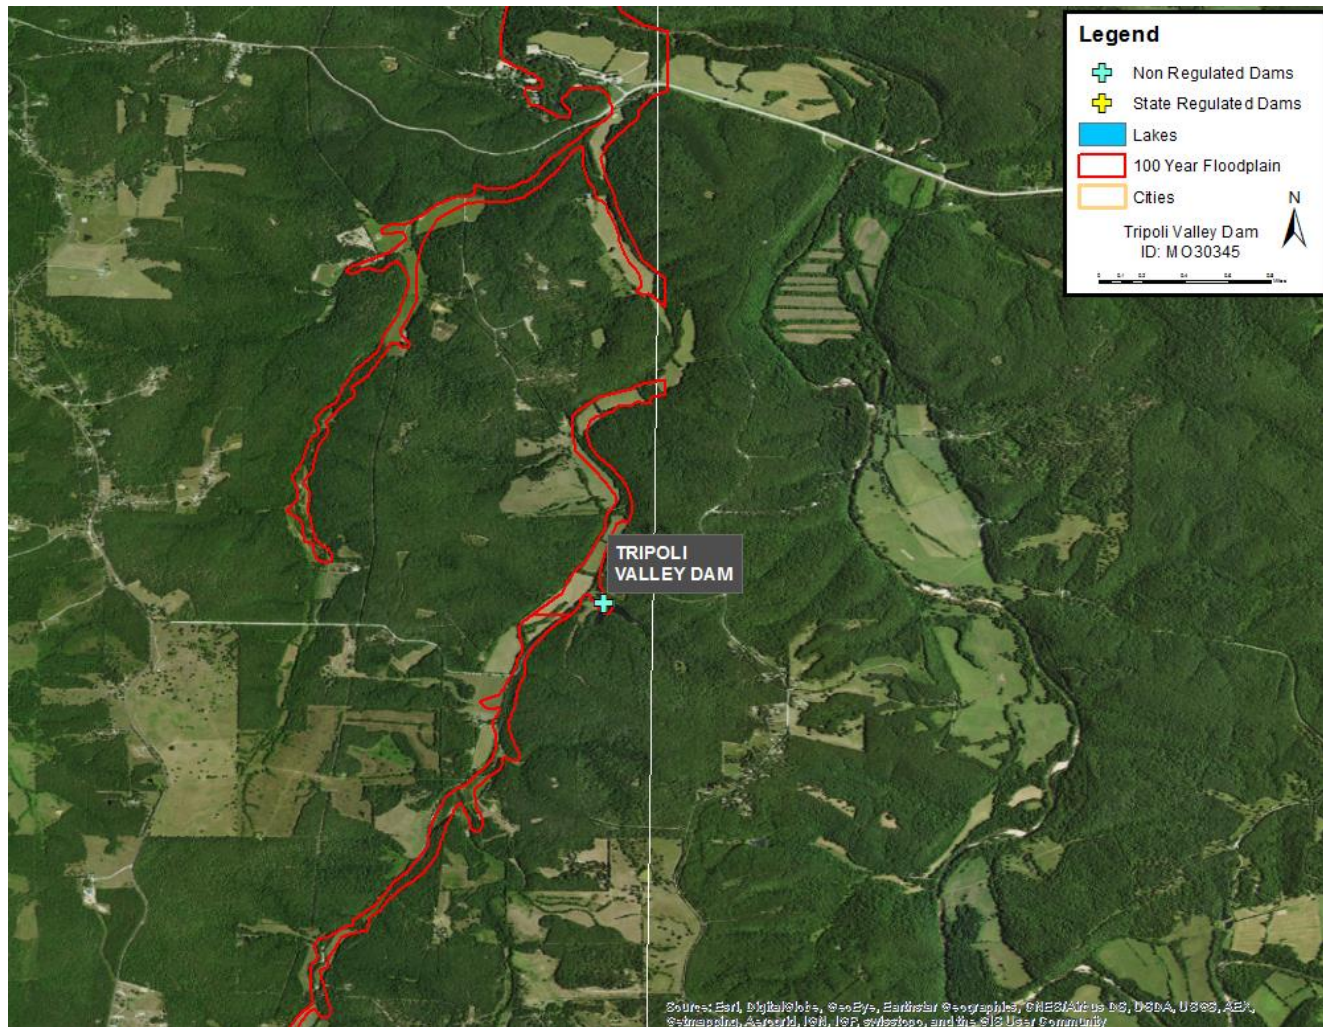 Legend
Non Regulated Dams
State Regulated Dams
Lakes
100 Year Floodplain
Cities
N
Tripoli Valley Dam
ID: MO30345
TRIPOLI
VALLEY DAM
Source: Esri, DigitalGlobe, GeoEye, Earthstar Geographics, CNES/Airbus DS, USDA, USGS, AEX,
Getmapping, Aerogrid, IGN, IGP, swisstopo, and the GIS User Community